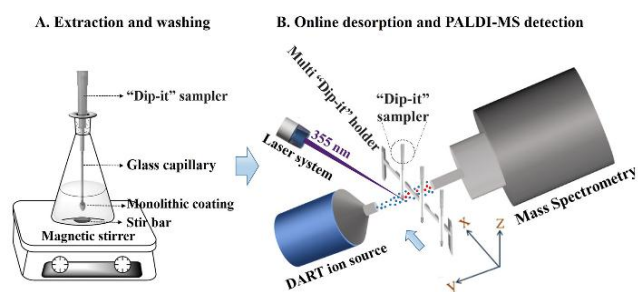 A. Extraction and washing
B. Online desorption and PALDI-MS detection
"Dip-it" sampler
Glass capillary
Monolithic coating
Stir bar
Magnetic stirrer
Multi "Dip-it" holder
"Dip-it"
sampler
355 nm
Laser system
DART ion source
Mass Spectrometry
X
Z
Y